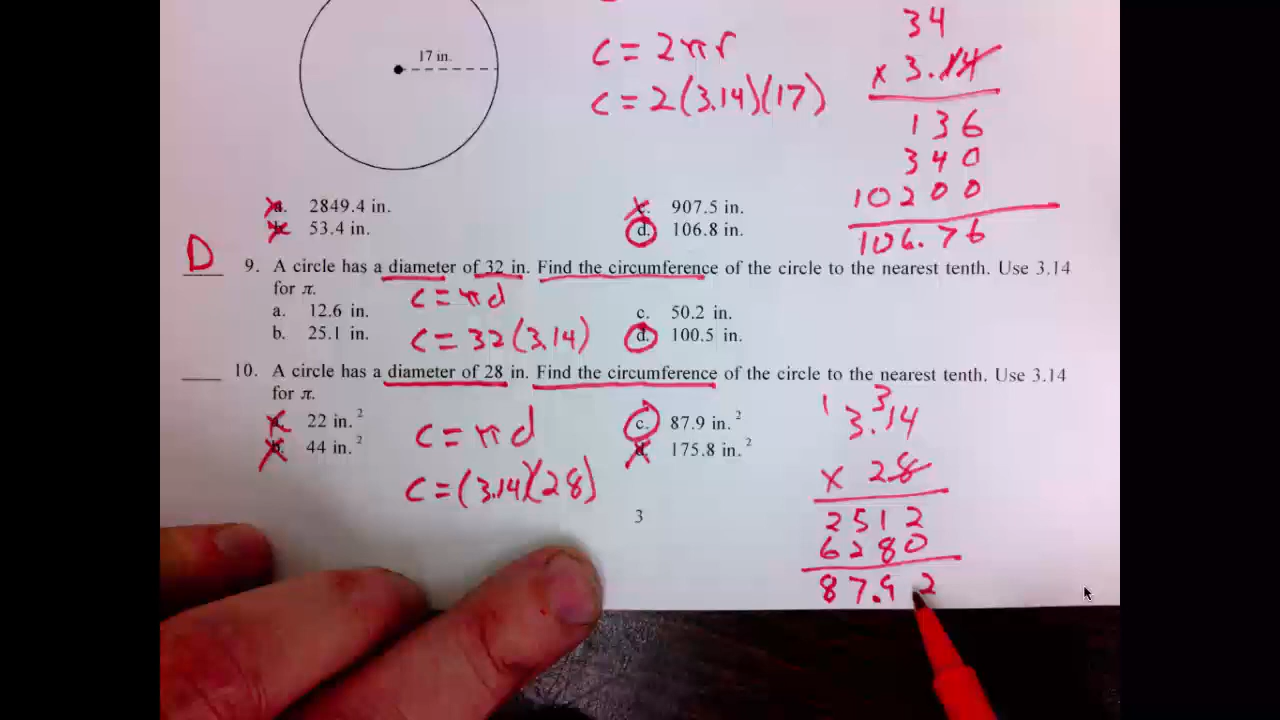 17 in.
C = 2πr
C = 2(3.14)(17)
34
x 3.14
136
340
10200
106.76
a. 2849.4 in.
b. 53.4 in.
c. 907.5 in.
d. 106.8 in.
D 9. A circle has a diameter of 32 in. Find the circumference of the circle to the nearest tenth. Use 3.14
for π.
C = πd
a. 12.6 in.
b. 25.1 in.
C = 32(3.14)
c. 50.2 in.
d. 100.5 in.
___ 10. A circle has a diameter of 28 in. Find the circumference of the circle to the nearest tenth. Use 3.14
for π.
a. 22 in. ²
b. 44 in. ²
C = πd
C = (3.14)(28)
c. 87.9 in. ²
d. 175.8 in. ²
1 3
3.14
x 28
2512
6280
87.92
3